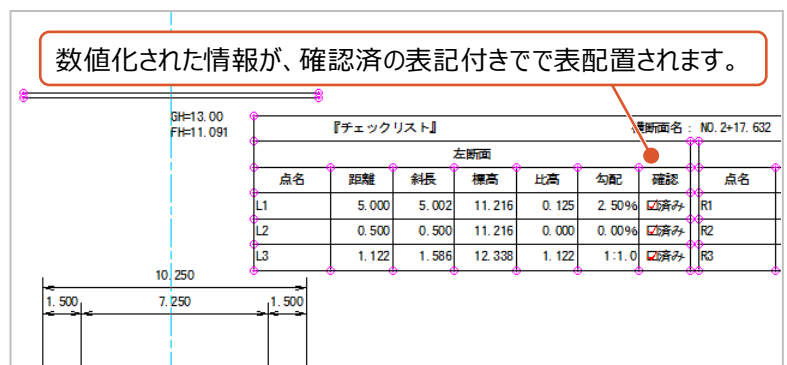 数値化された情報が、確認済の表記付きでで表配置されます。
GH=13.00
FH=11.091
『チェックリスト』 横断面名: NO.2+17.632
左断面
点名 距離 斜長 標高 比高 勾配 確認 点名
L1 5.000 5.002 11.216 0.125 2.50% ☑済み R1
L2 0.500 0.500 11.216 0.000 0.00% ☑済み R2
L3 1.122 1.586 12.338 1.122 1:1.0 ☑済み R3
10.250
1.500 7.250 1.500